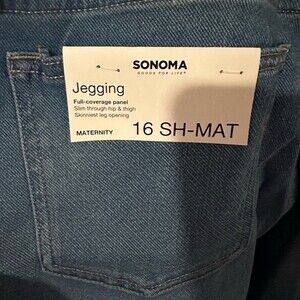 SONOMA
GOODS FOR LIFE®
Jegging
Full-coverage panel
Slim through hip & thigh
Skinniest leg opening
MATERNITY 16 SH-MAT